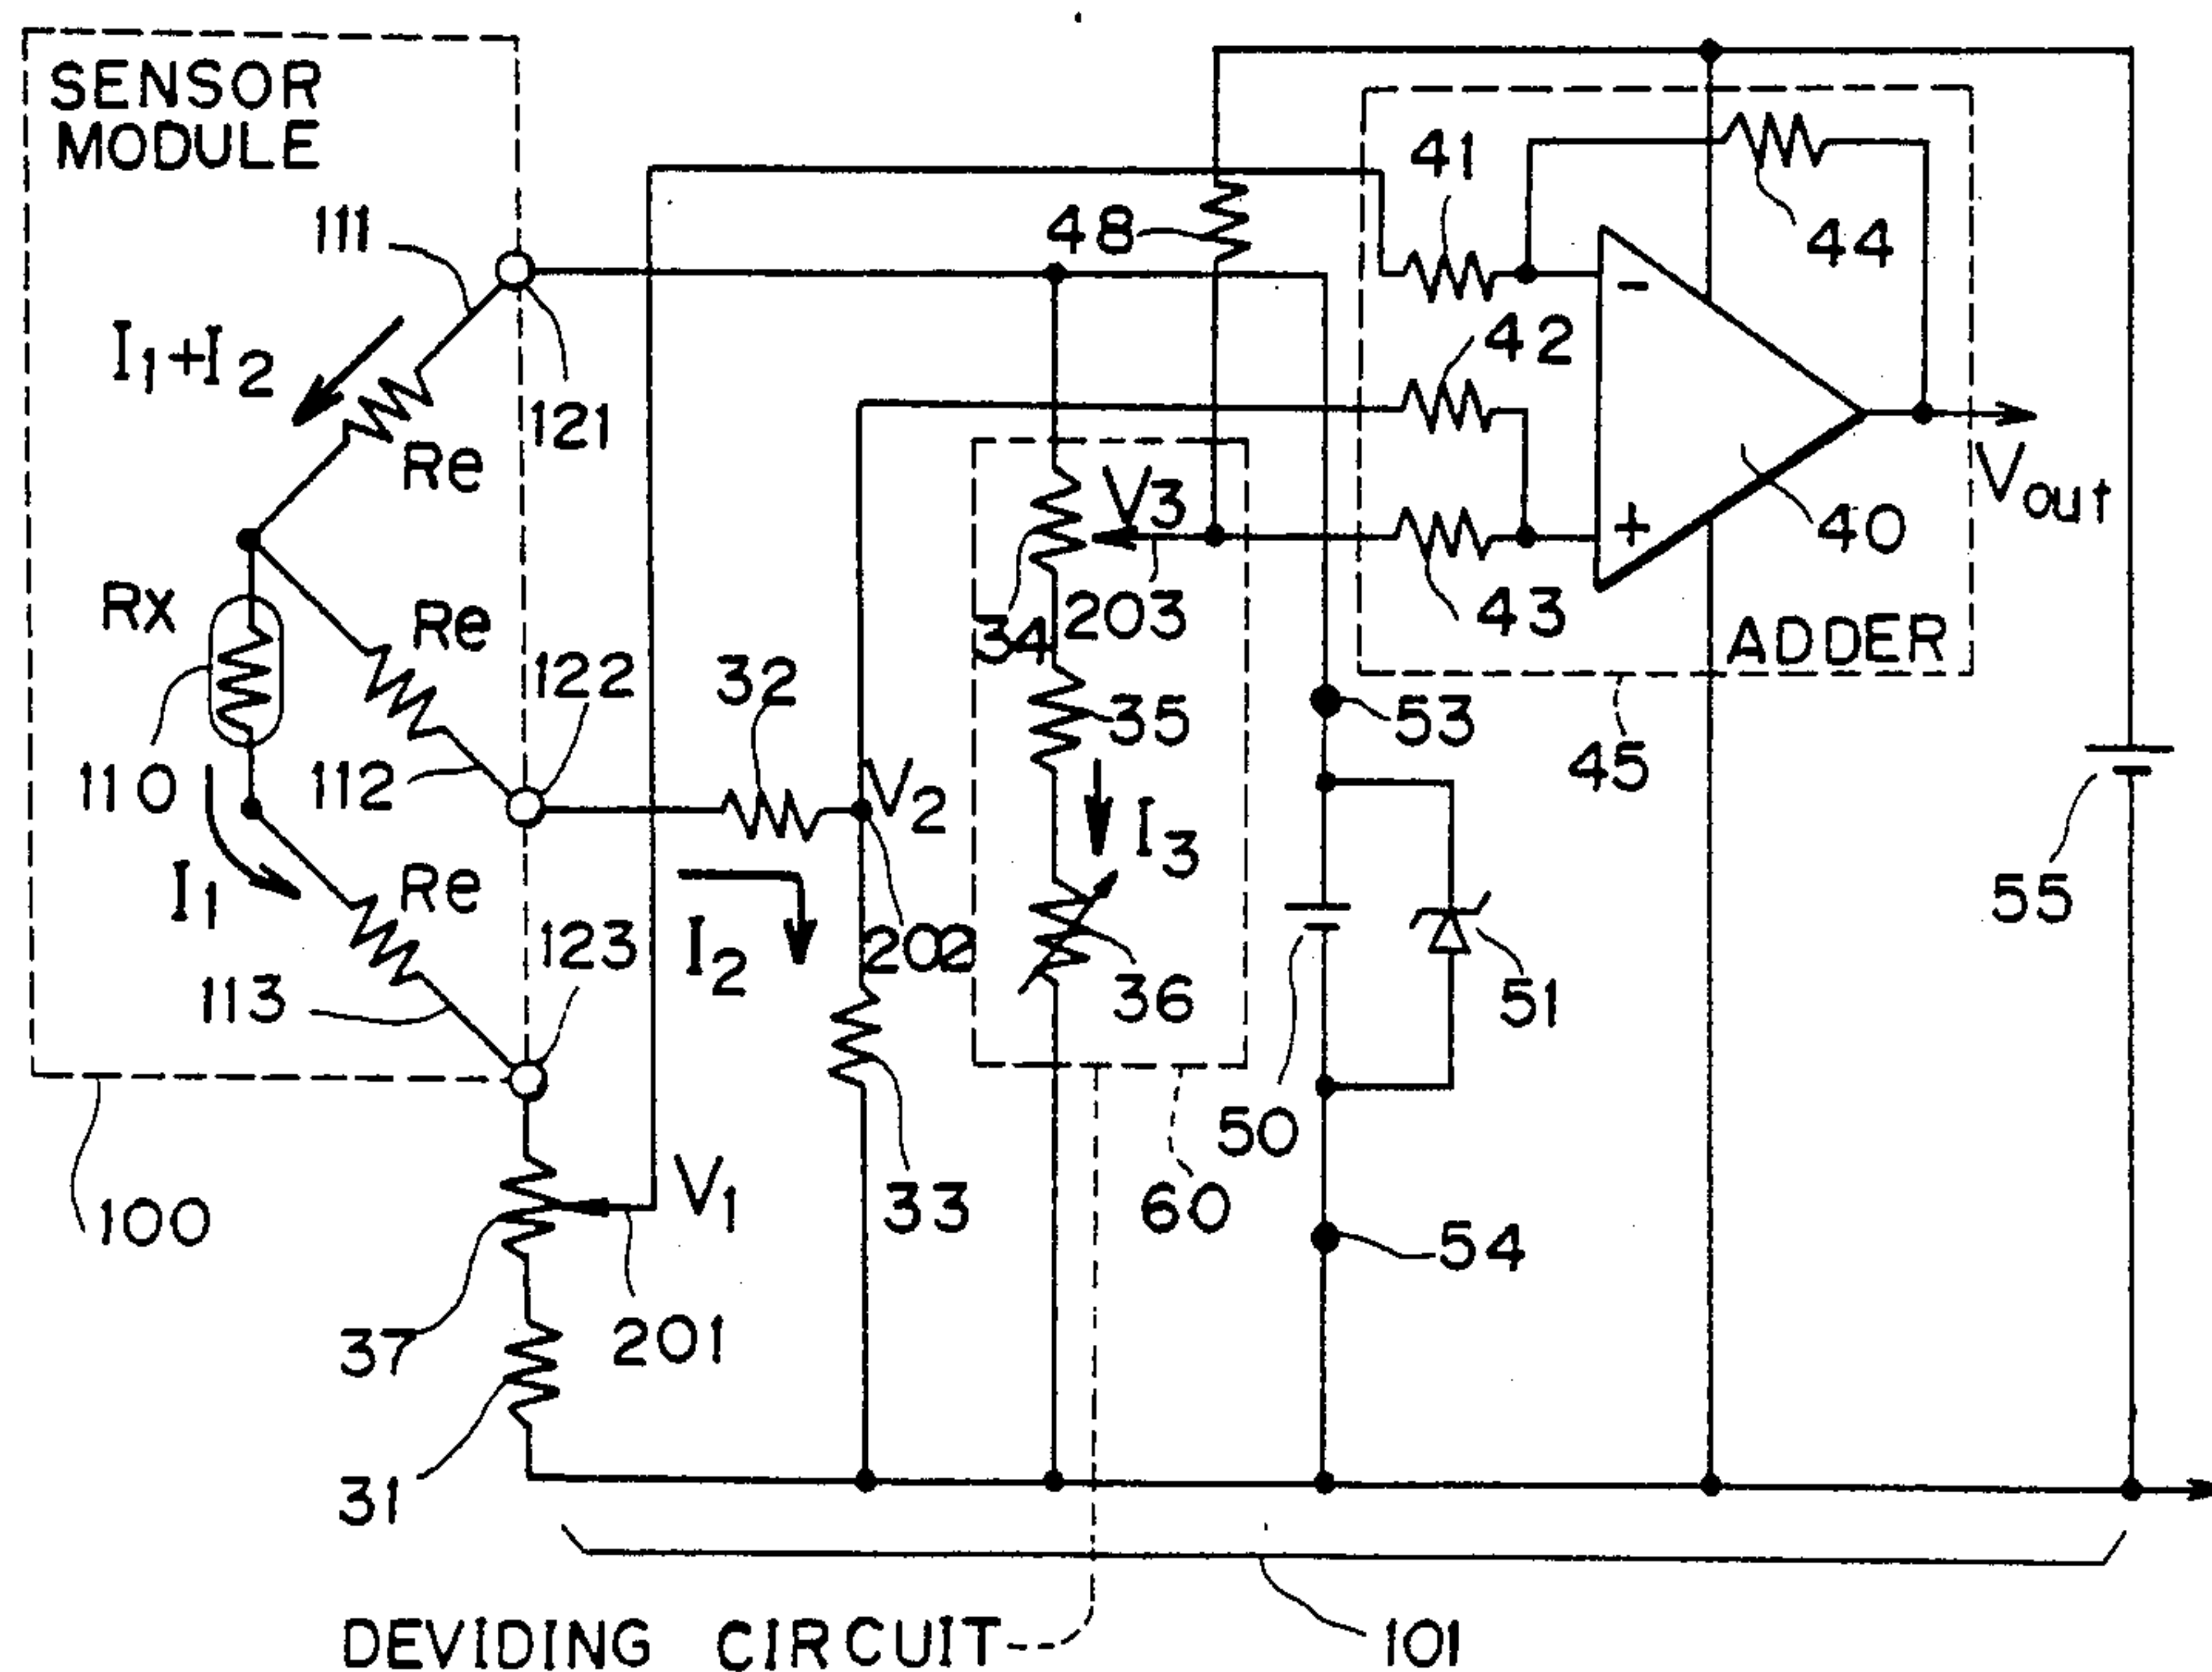 SENSOR
MODULE
111
I1+I2
Re
121
48
41
44
42
Rx
Re
122
32
V3
34
203
43
+
-
40
Vout
ADDER
45
53
35
110
112
V2
I3
55
I1
Re
123
I2
202
36
51
113
50
100
V1
33
60
54
37
201
31
DEVIDING CIRCUIT
101